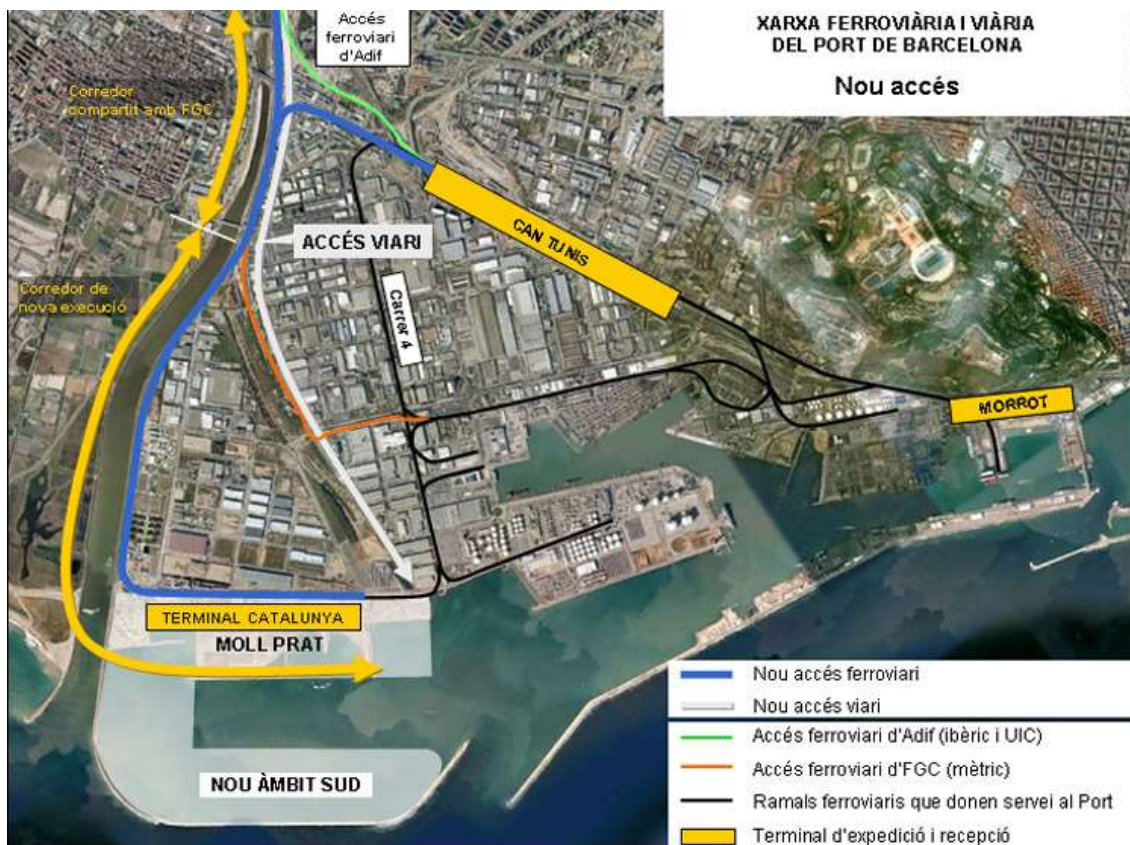 Accés
ferroviari
d'Adif
XARXA FERROVIÀRIA I VIÀRIA
DEL PORT DE BARCELONA
Nou accés
Corredor
compartit amb FGC
ACCÉS VIARI
CAN TUNIS
Corredor de
nova execució
Carrer 4
MORROT
TERMINAL CATALUNYA
MOLL PRAT
NOU ÀMBIT SUD
Nou accés ferroviari
Nou accés viari
Accés ferroviari d'Adif (ibèric i UIC)
Accés ferroviari d'FGC (mètric)
Ramals ferroviaris que donen servei al Port
Terminal d'expedició i recepció